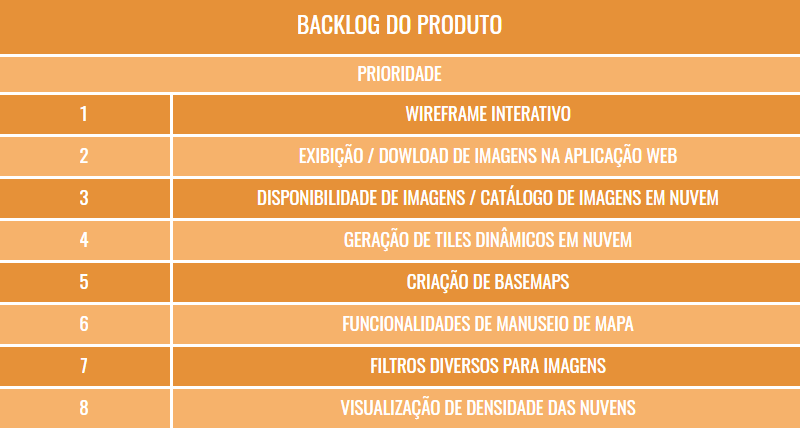 BACKLOG DO PRODUTO
PRIORIDADE
1 WIREFRAME INTERATIVO
2 EXIBIÇÃO / DOWLOAD DE IMAGENS NA APLICAÇÃO WEB
3 DISPONIBILIDADE DE IMAGENS / CATÁLOGO DE IMAGENS EM NUVEM
4 GERAÇÃO DE TILES DINÂMICOS EM NUVEM
5 CRIAÇÃO DE BASEMAPS
6 FUNCIONALIDADES DE MANUSEIO DE MAPA
7 FILTROS DIVERSOS PARA IMAGENS
8 VISUALIZAÇÃO DE DENSIDADE DAS NUVENS